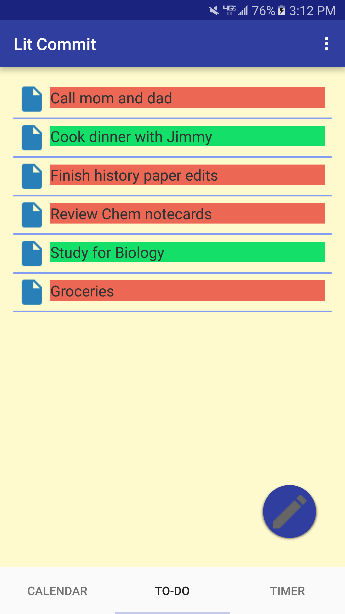 76% 3:12 PM
Lit Commit
Call mom and dad
Cook dinner with Jimmy
Finish history paper edits
Review Chem notecards
Study for Biology
Groceries
CALENDAR TO-DO TIMER